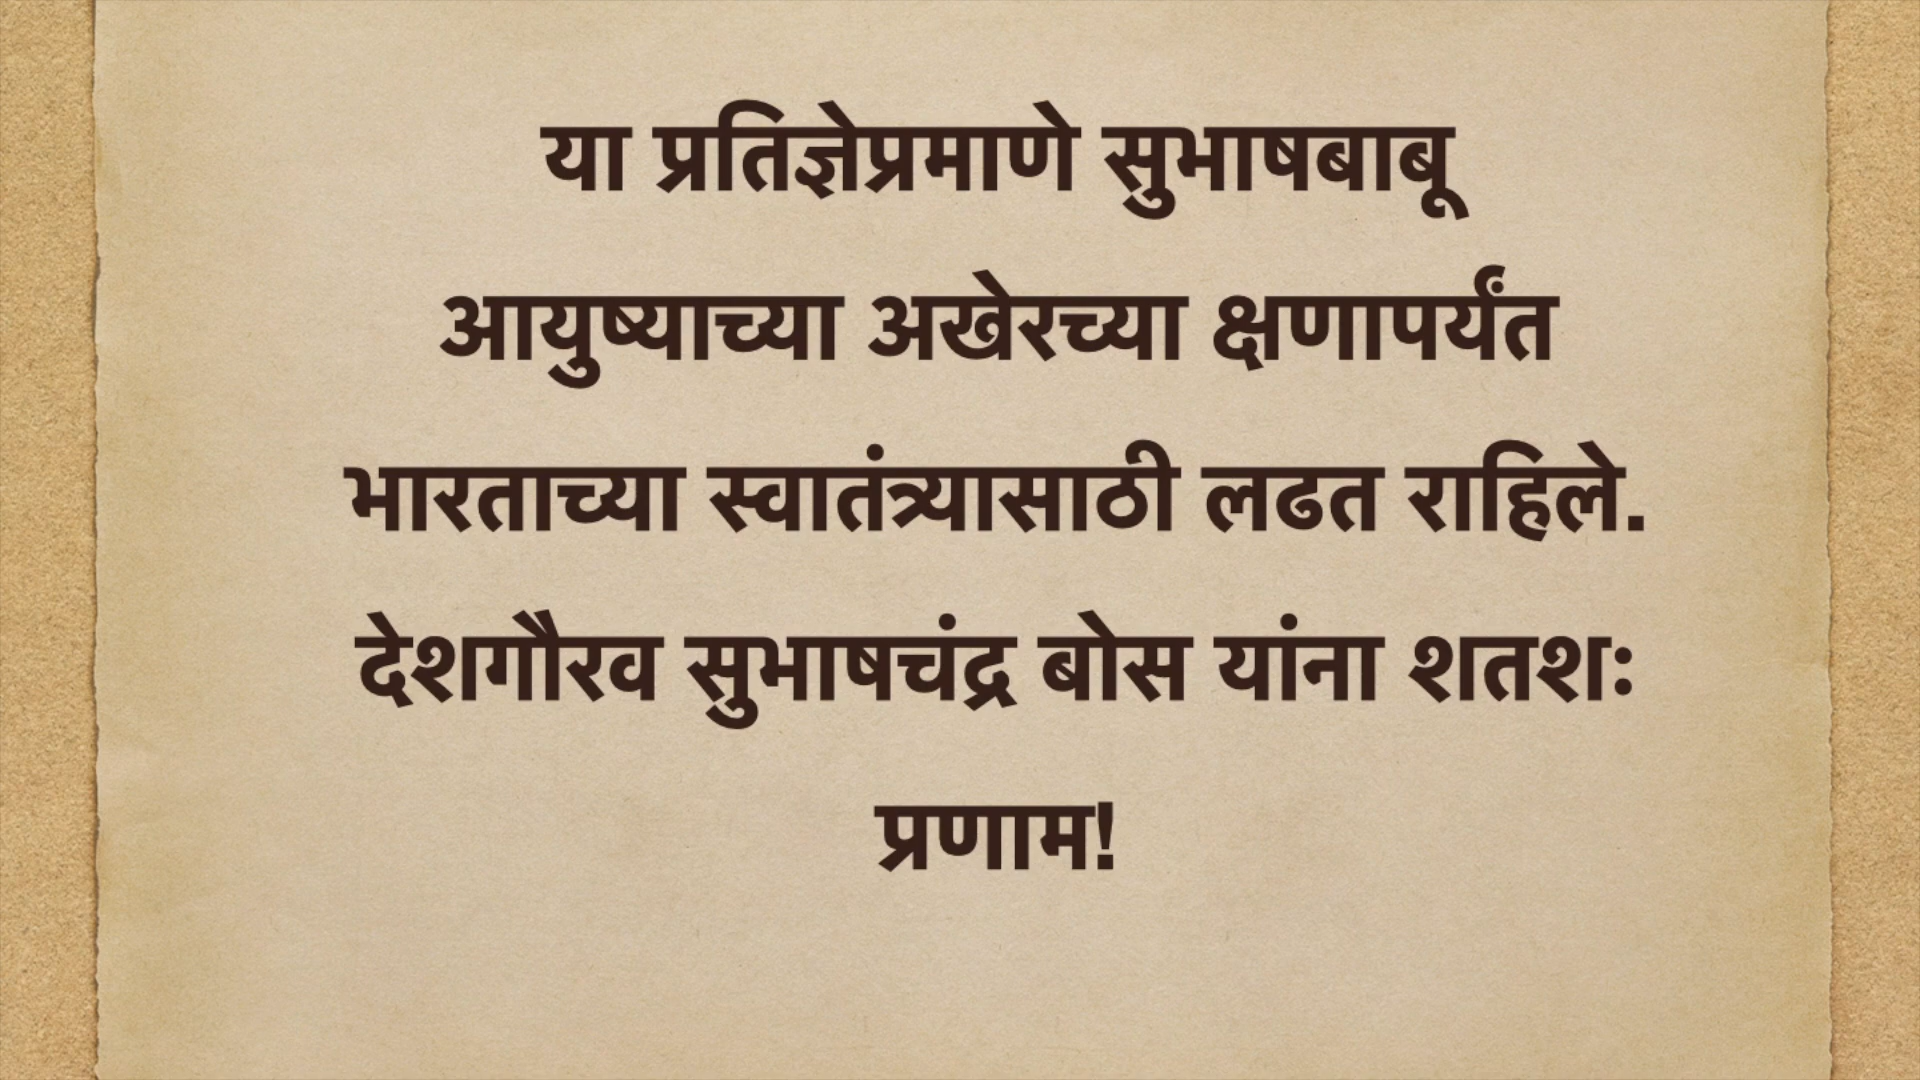 या प्रतिज्ञेप्रमाणे सुभाषबाबू
आयुष्याच्या अखेरच्या क्षणापर्यंत
भारताच्या स्वातंत्र्यासाठी लढत राहिले.
देशगौरव सुभाषचंद्र बोस यांना शतशः
प्रणाम!